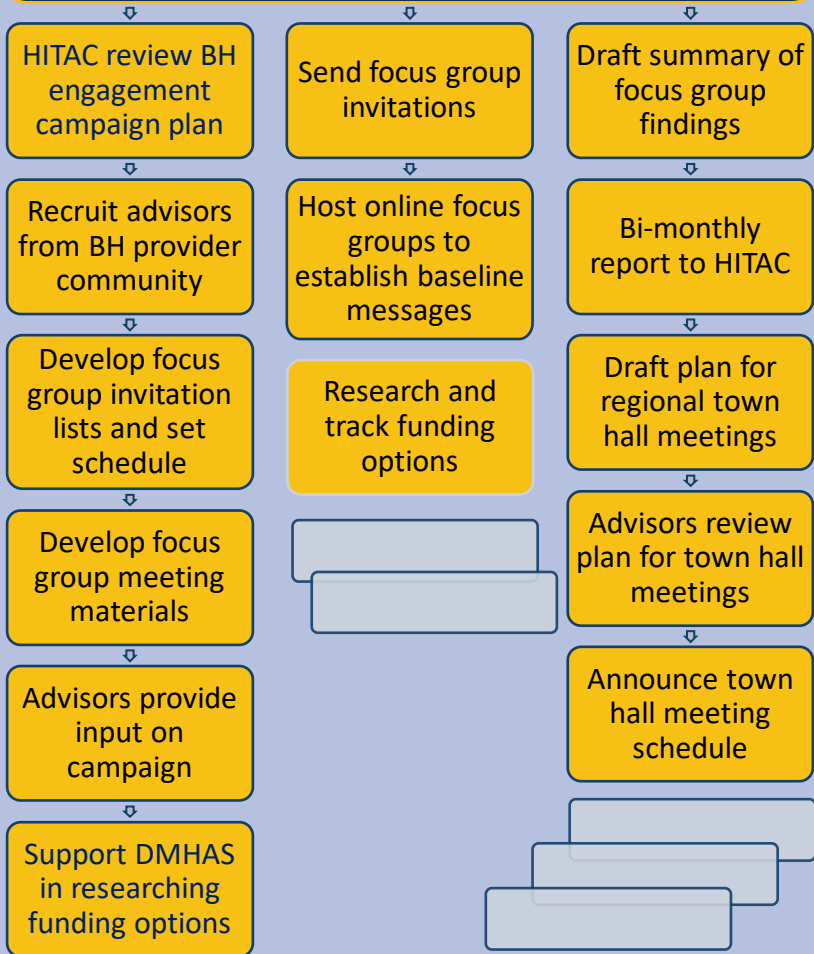 HITAC review BH
engagement
campaign plan
Recruit advisors
from BH provider
community
Develop focus
group invitation
lists and set
schedule
Develop focus
group meeting
materials
Advisors provide
input on
campaign
Support DMHAS
in researching
funding options
Send focus group
invitations
Host online focus
groups to
establish baseline
messages
Research and
track funding
options
Draft summary of
focus group
findings
Bi-monthly
report to HITAC
Draft plan for
regional town
hall meetings
Advisors review
plan for town hall
meetings
Announce town
hall meeting
schedule